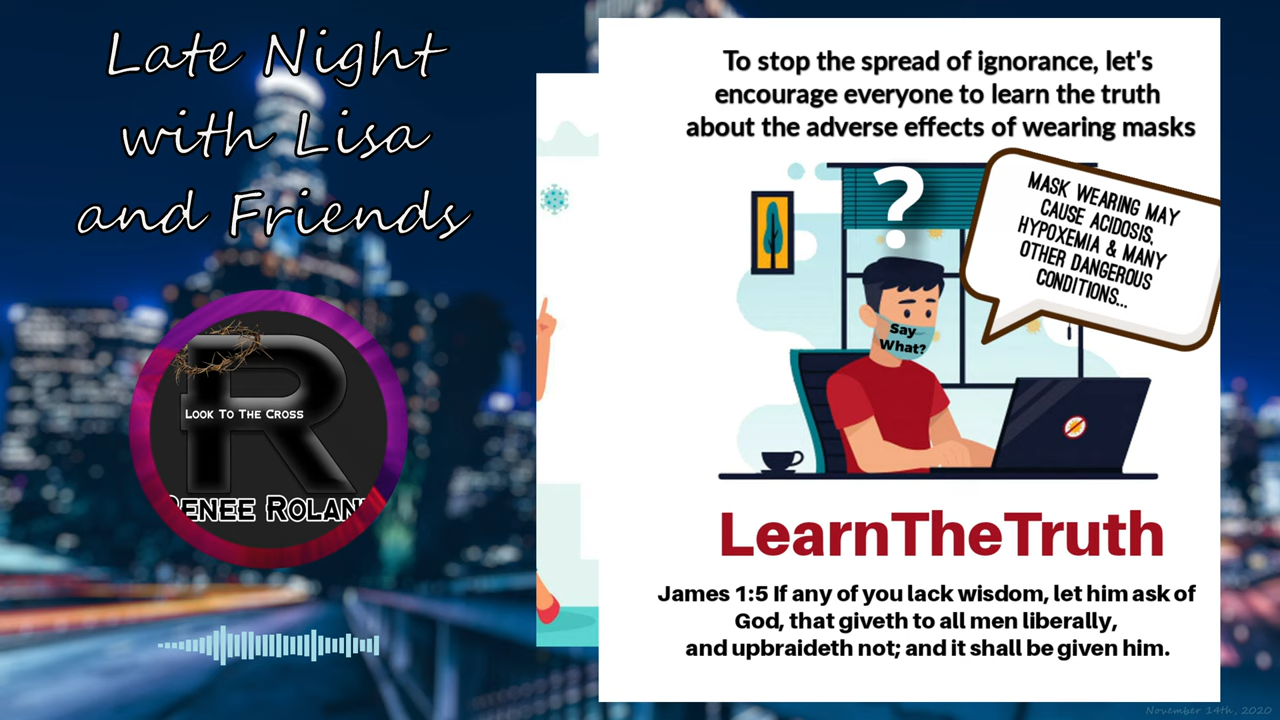 Late Night
with Lisa
and Friends
LOOK TO THE CROSS
RENEE ROLAN
To stop the spread of ignorance, let's
encourage everyone to learn the truth
about the adverse effects of wearing masks
?
MASK WEARING MAY
CAUSE ACIDOSIS,
HYPOXEMIA & MANY
OTHER DANGEROUS
CONDITIONS...
Say
What?
LearnTheTruth
James 1:5 If any of you lack wisdom, let him ask of
God, that giveth to all men liberally,
and upbraideth not; and it shall be given him.
November 14th, 2020